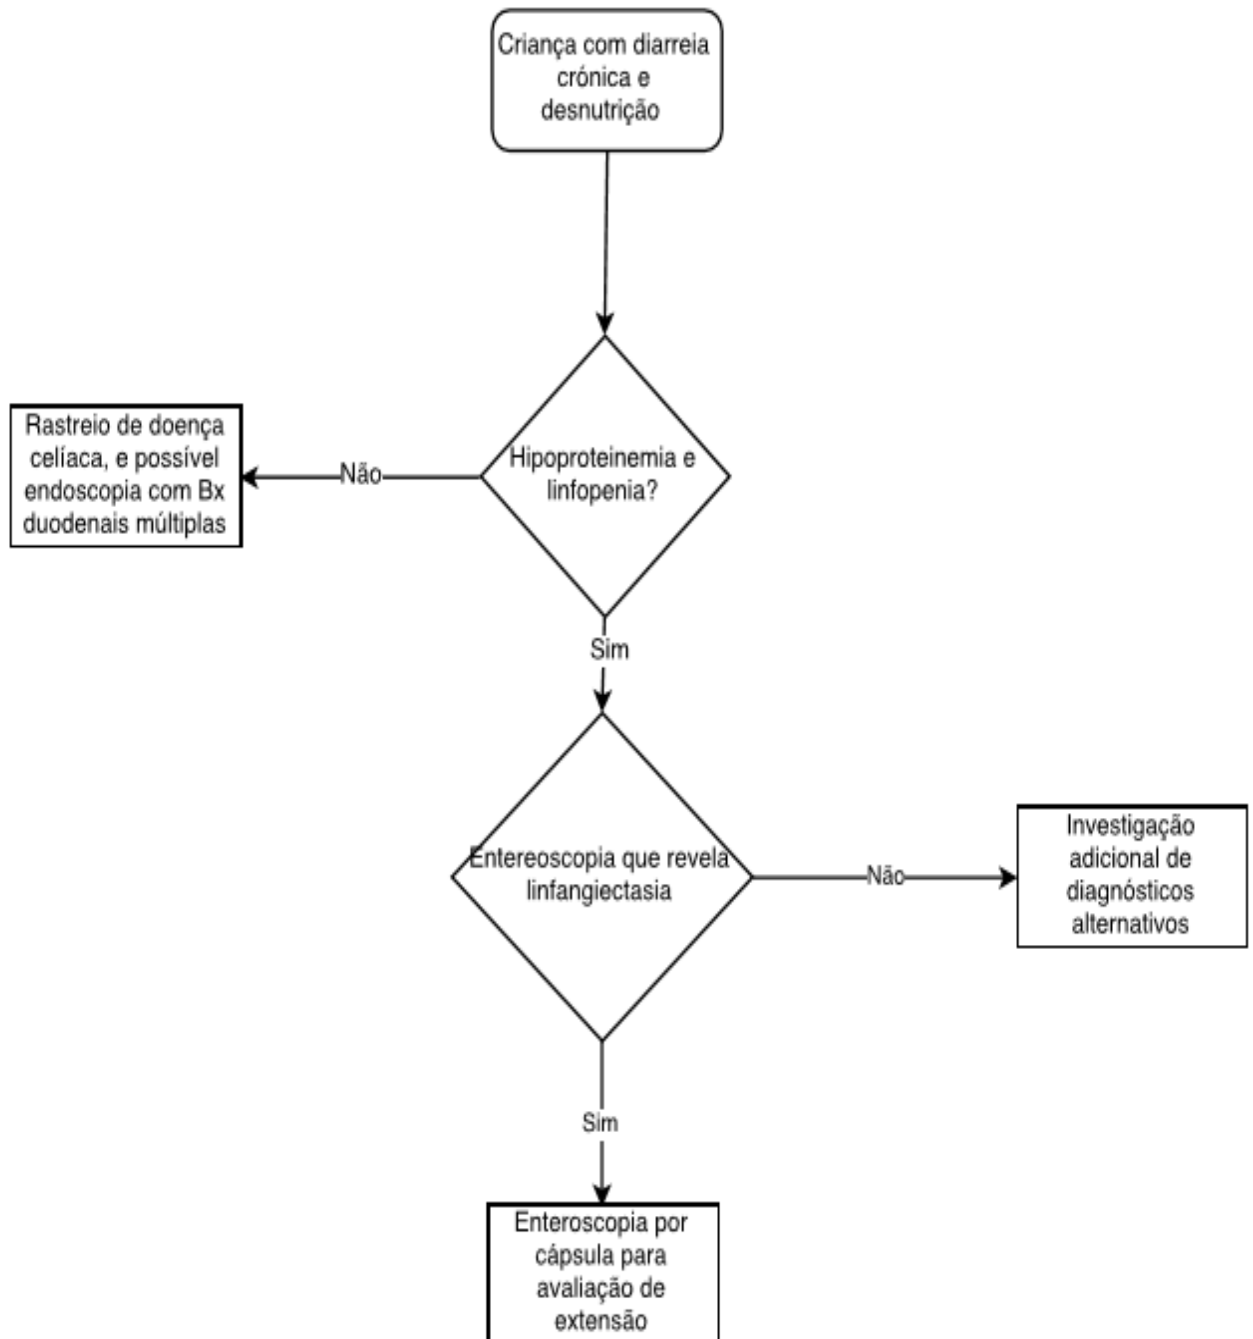 Criança com diarreia
crónica e
desnutrição
Rastreio de doença
celíaca, e possível
endoscopia com Bx
duodenais múltiplas
Não
Hipoproteinemia e
linfopenia?
Sim
Entereoscopia que revela
linfangiectasia
Não
Investigação
adicional de
diagnósticos
alternativos
Sim
Enteroscopia por
cápsula para
avaliação de
extensão